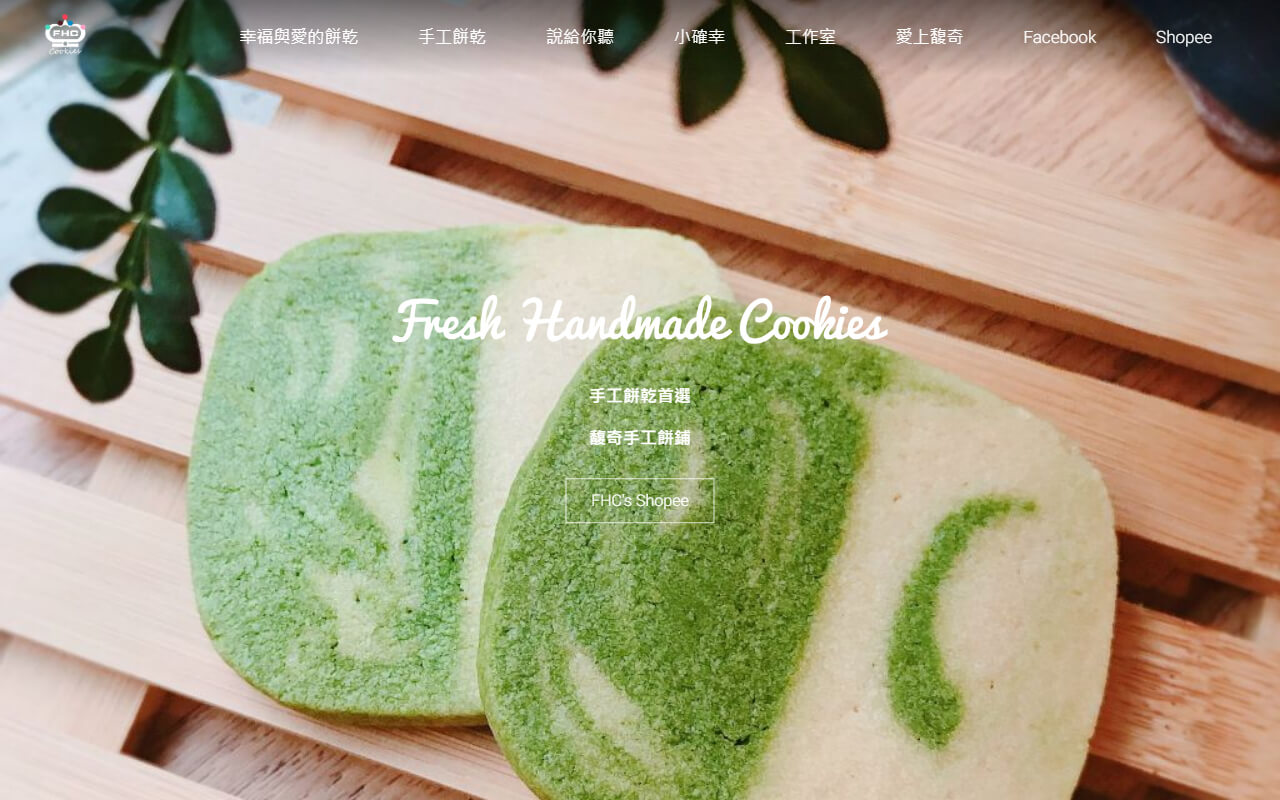 FHC
Cookies
幸福與愛的餅乾
手工餅乾
說給你聽
小確幸
工作室
愛上馥奇
Facebook
Shopee
Fresh Handmade Cookies
手工餅乾首選
馥奇手工餅鋪
FHC's Shopee